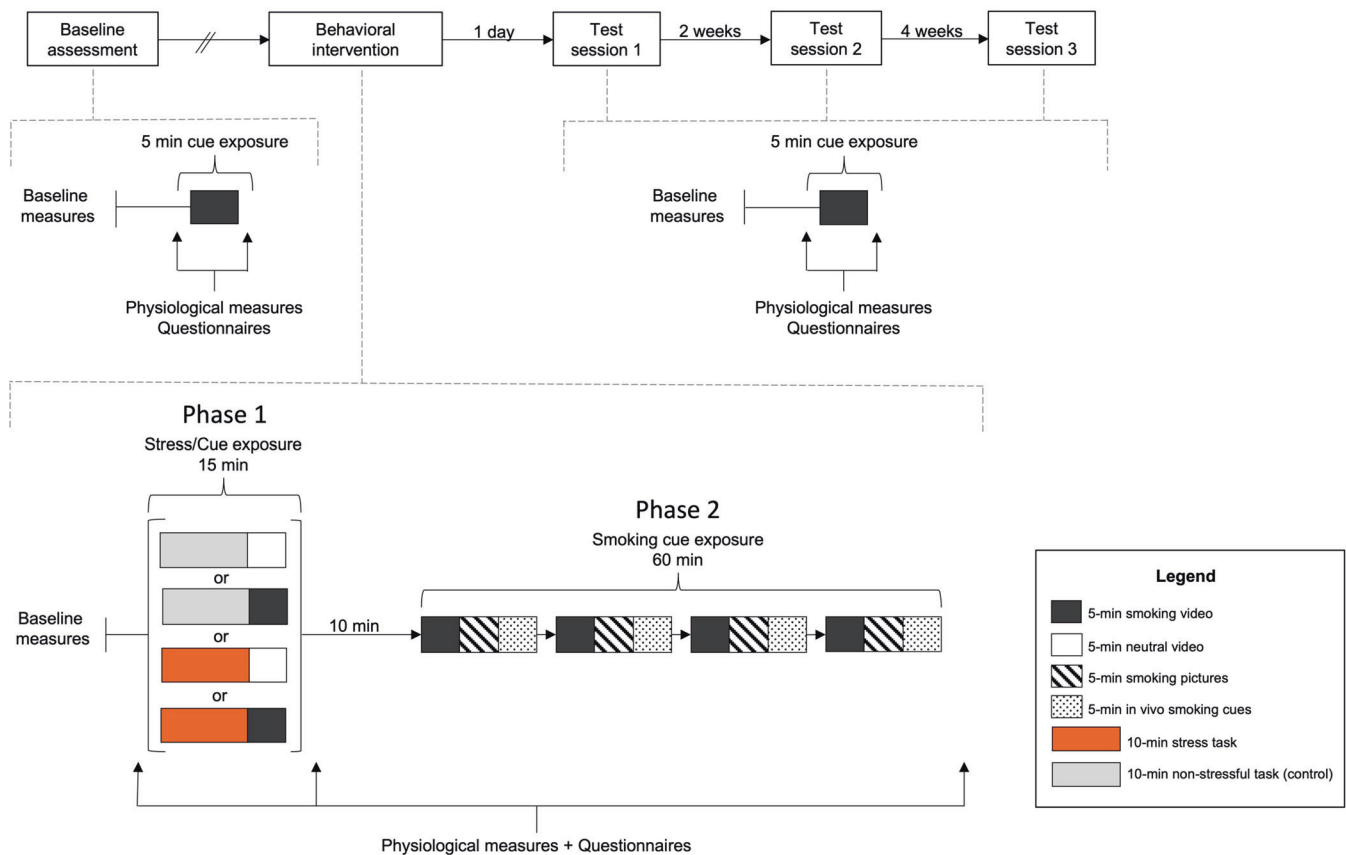 Baseline
assessment
Behavioral
intervention
1 day
Test
session 1
2 weeks
Test
session 2
4 weeks
Test
session 3
5 min cue exposure
Baseline
measures
Physiological measures
Questionnaires
5 min cue exposure
Baseline
measures
Physiological measures
Questionnaires
Phase 1
Stress/Cue exposure
15 min
Baseline
measures
or
or
or
10 min
Phase 2
Smoking cue exposure
60 min
Physiological measures + Questionnaires
Legend
5-min smoking video
5-min neutral video
5-min smoking pictures
5-min in vivo smoking cues
10-min stress task
10-min non-stressful task (control)